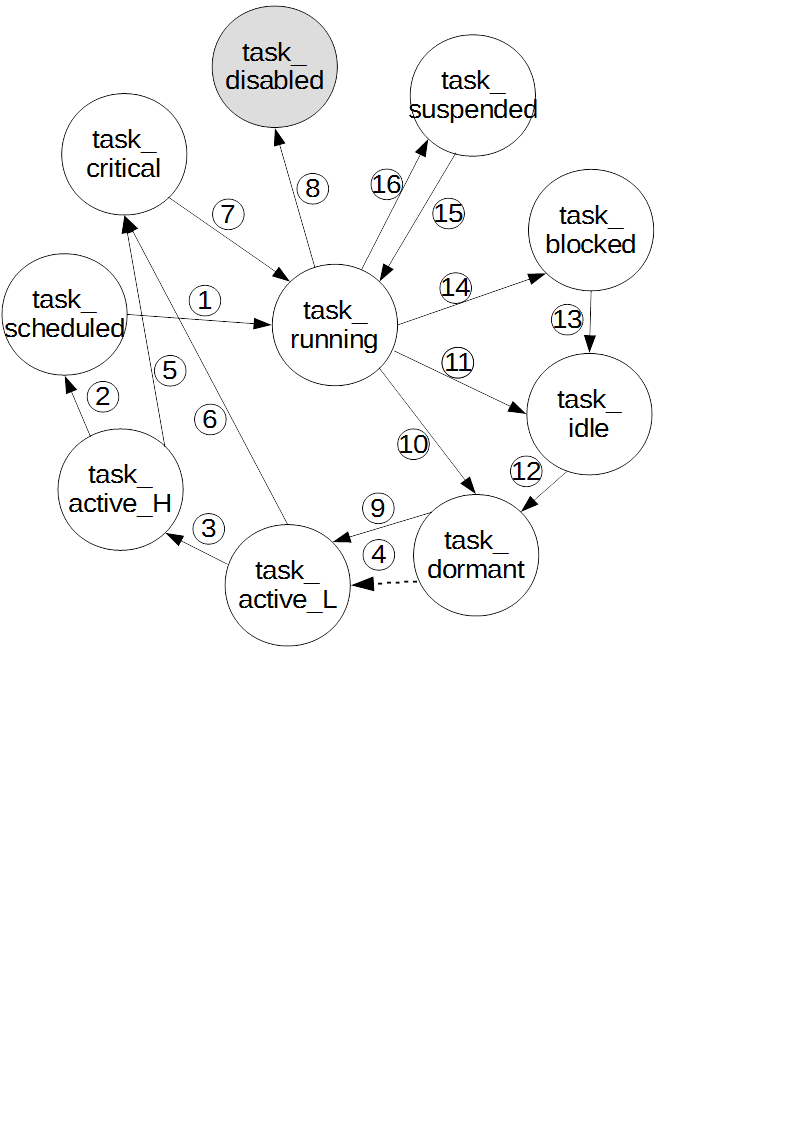 task_
disabled
task_
suspended
task_
critical
16
8
7
15
task_
blocked
task_
scheduled
1
task_
running
14
13
5
11
2
6
task_
idle
10
12
task_
active_H
9
3
4
task_
dormant
task_
active_L